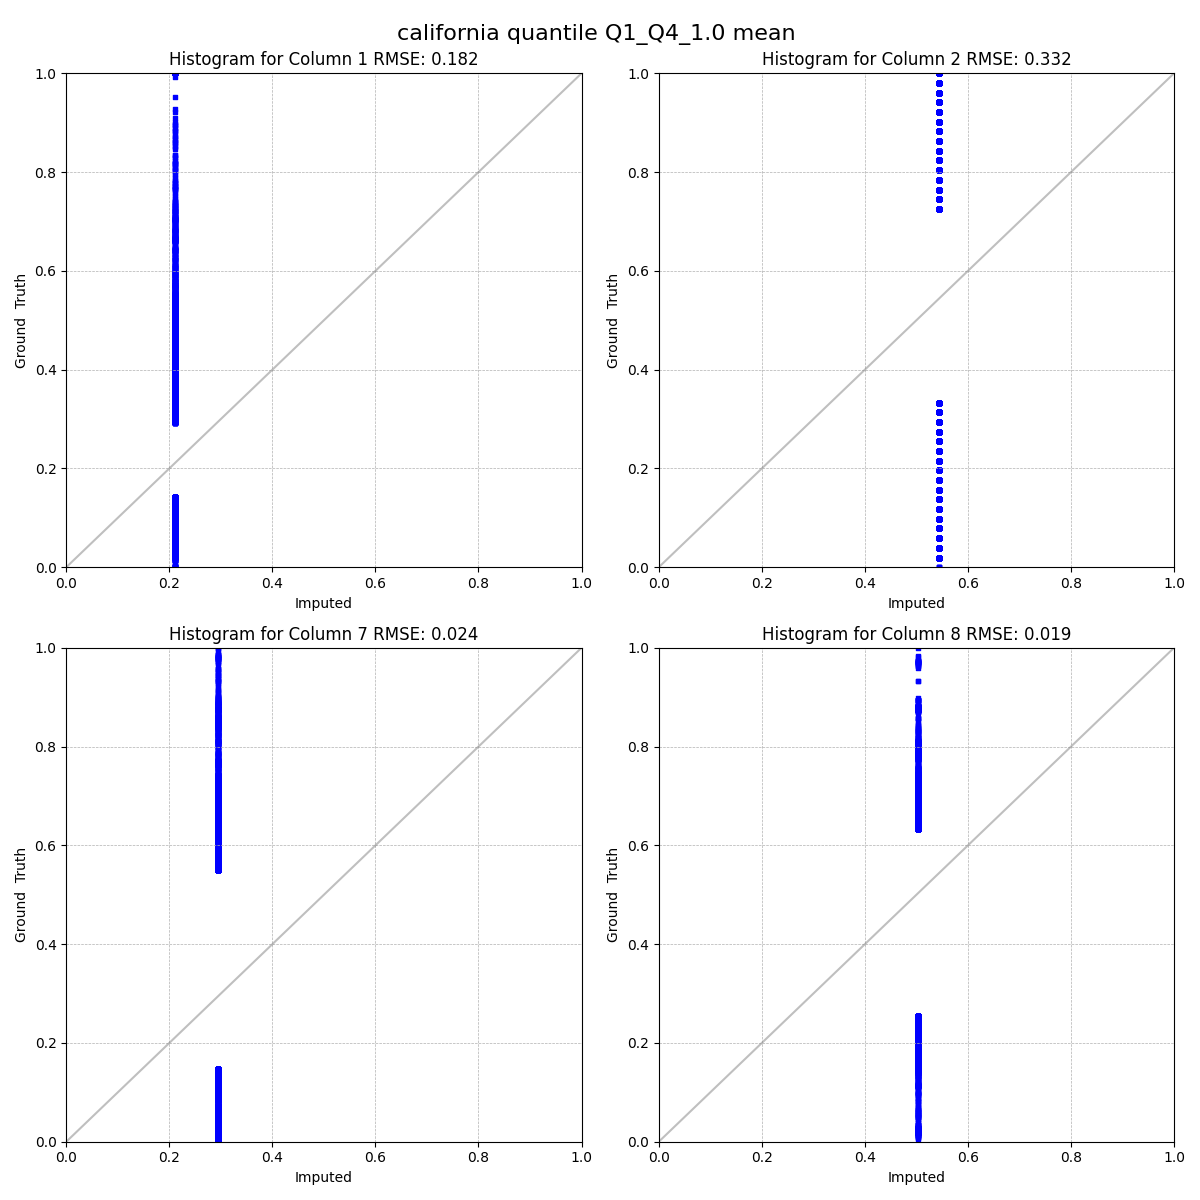 california quantile Q1_Q4_1.0 mean
Histogram for Column 1 RMSE: 0.182
1.0
0.8
0.6
0.4
0.2
0.0
Ground Truth
0.0 0.2 0.4 0.6 0.8 1.0
Imputed
Histogram for Column 2 RMSE: 0.332
1.0
0.8
0.6
0.4
0.2
0.0
Ground Truth
0.0 0.2 0.4 0.6 0.8 1.0
Imputed
Histogram for Column 7 RMSE: 0.024
1.0
0.8
0.6
0.4
0.2
0.0
Ground Truth
0.0 0.2 0.4 0.6 0.8 1.0
Imputed
Histogram for Column 8 RMSE: 0.019
1.0
0.8
0.6
0.4
0.2
0.0
Ground Truth
0.0 0.2 0.4 0.6 0.8 1.0
Imputed